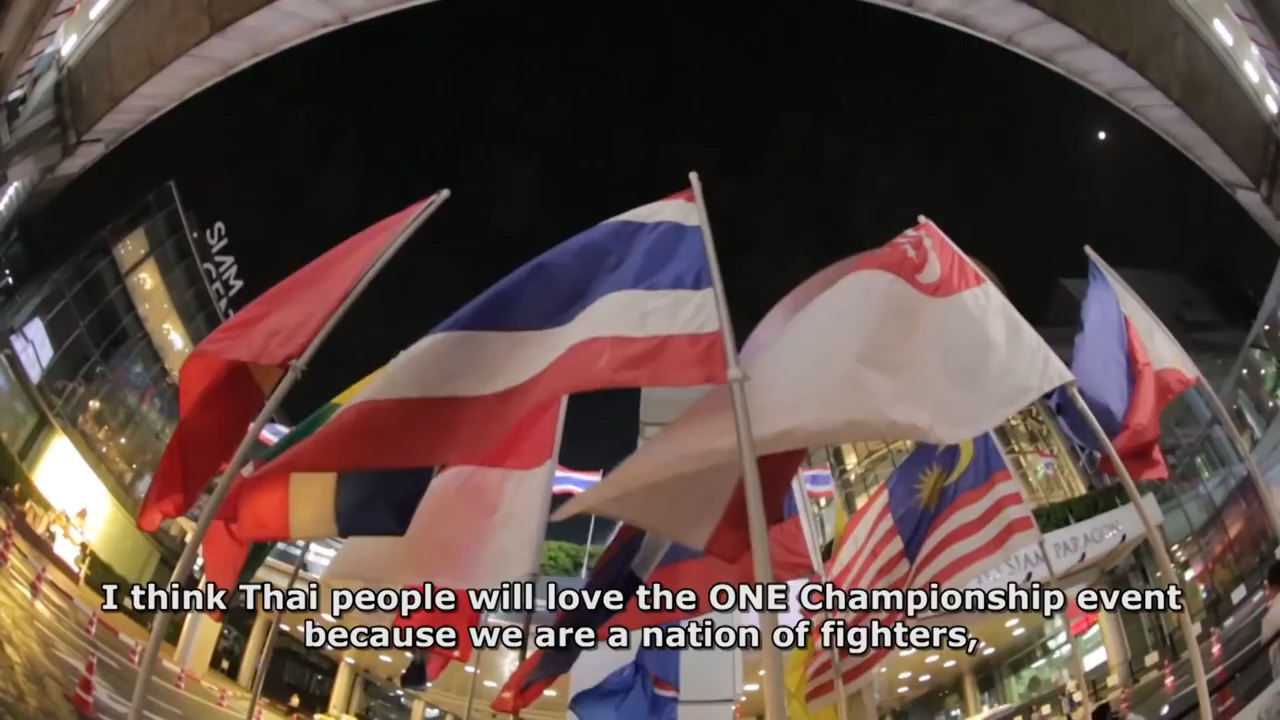 SIAM
SIAM PARAGON
I think Thai people will love the ONE Championship event
because we are a nation of fighters,